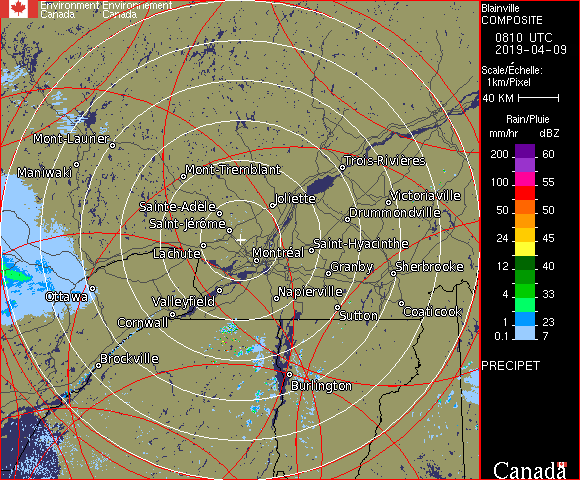 Environment Environnement
Canada Canada
Blainville
COMPOSITE
0810 UTC
2019-04-09
Scale/Échelle:
1km/Pixel
40 KM
Rain/Pluie
mm/hr dBZ
200 60
100 55
50 50
24 45
12 40
4 33
1 23
0.1 7
PRECIPET
Canada
Mont-Laurier
Maniwaki
Mont-Tremblant
Trois-Rivières
Joliette
Victoriaville
Sainte-Adèle
Drummondville
Saint-Jérôme
Saint-Hyacinthe
Lachute
Montréal
Granby
Sherbrooke
Ottawa
Valleyfield
Napierville
Cornwall
Sutton
Coaticook
Brockville
Burlington